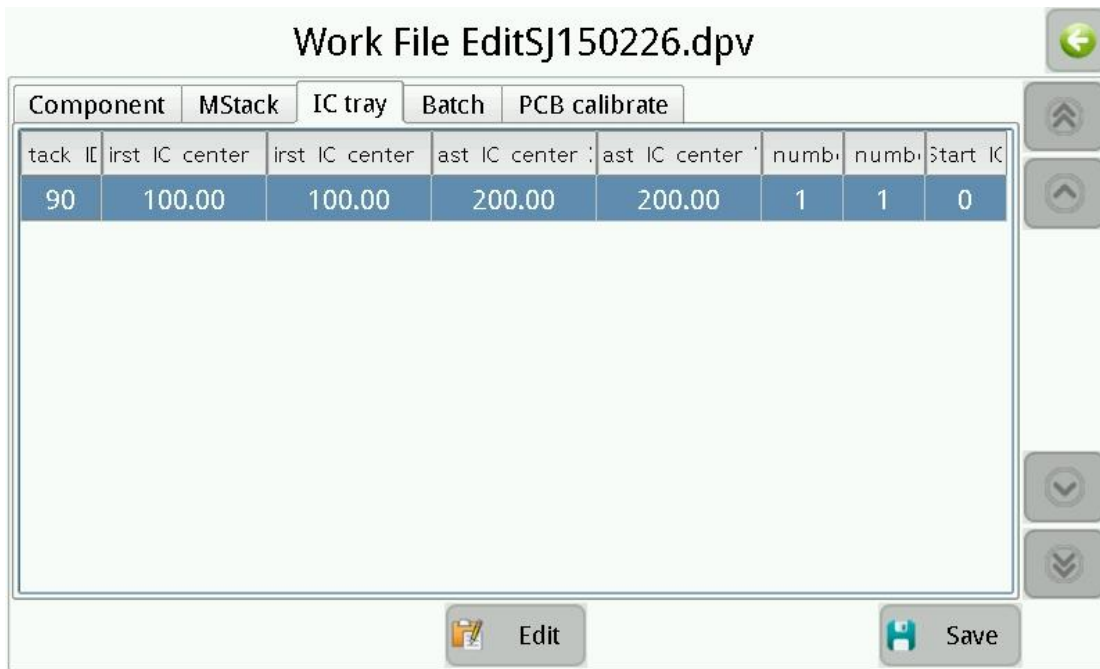 Work File EditSJ150226.dpv
Component MStack IC tray Batch PCB calibrate
tack IC irst IC center irst IC center ast IC center ast IC center numb numb Start IC
90 100.00 100.00 200.00 200.00 1 1 0
Edit Save